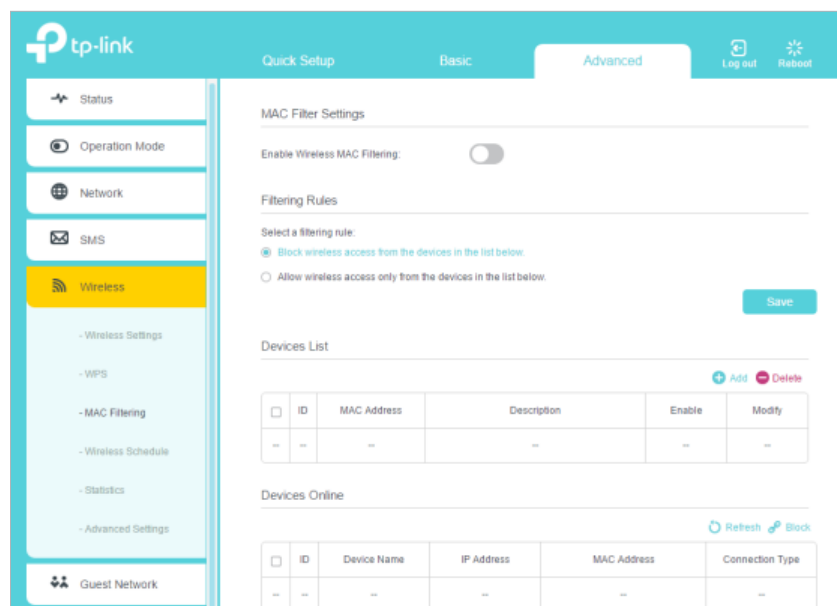 tp-link
Quick Setup Basic Advanced Log out Reboot
Status
Operation Mode
Network
SMS
Wireless
- Wireless Settings
- WPS
- MAC Filtering
- Wireless Schedule
- Statistics
- Advanced Settings
Guest Network
MAC Filter Settings
Enable Wireless MAC Filtering:
Filtering Rules
Select a filtering rule:
Block wireless access from the devices in the list below.
Allow wireless access only from the devices in the list below.
Save
Devices List
Add Delete
ID MAC Address Description Enable Modify
-- -- -- -- -- --
Devices Online
Refresh Block
ID Device Name IP Address MAC Address Connection Type
-- -- -- -- -- --